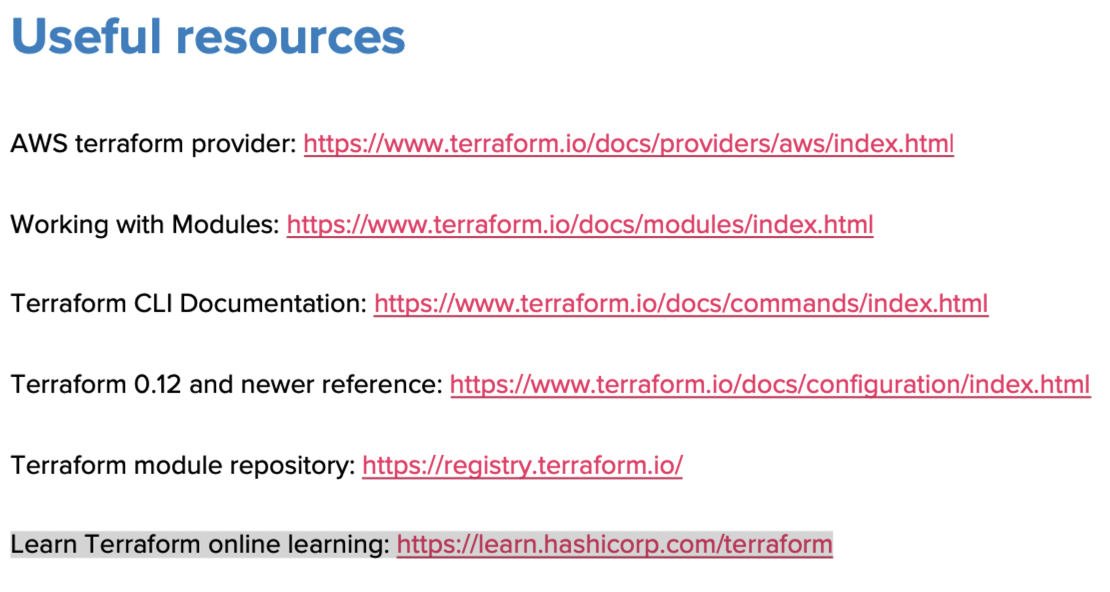 Useful resources
AWS terraform provider: https://www.terraform.io/docs/providers/aws/index.html
Working with Modules: https://www.terraform.io/docs/modules/index.html
Terraform CLI Documentation: https://www.terraform.io/docs/commands/index.html
Terraform 0.12 and newer reference: https://www.terraform.io/docs/configuration/index.html
Terraform module repository: https://registry.terraform.io/
Learn Terraform online learning: https://learn.hashicorp.com/terraform